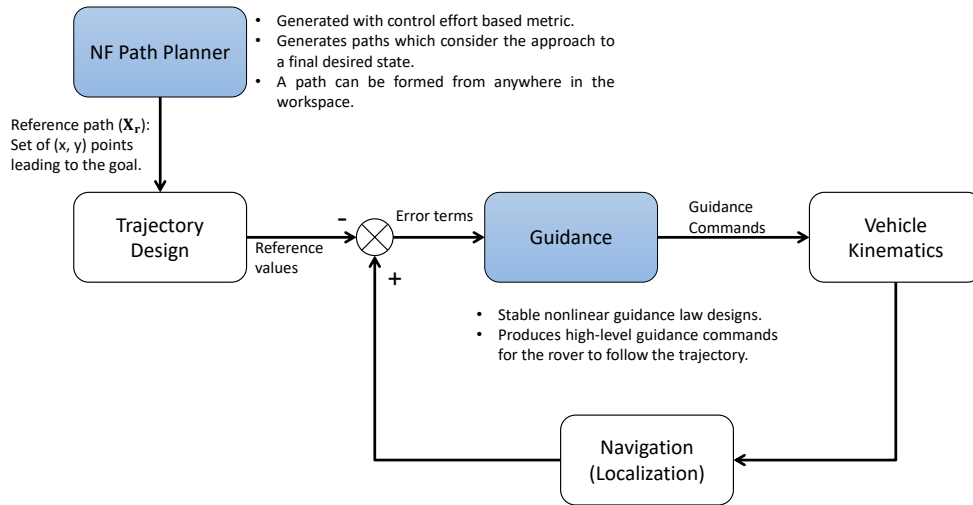 NF Path Planner
• Generated with control effort based metric.
• Generates paths which consider the approach to
a final desired state.
• A path can be formed from anywhere in the
workspace.
Reference path (𝐗𝐫):
Set of (x, y) points
leading to the goal.
Trajectory
Design
Reference
values
-
+
Error terms
Guidance
Guidance
Commands
Vehicle
Kinematics
• Stable nonlinear guidance law designs.
• Produces high-level guidance commands
for the rover to follow the trajectory.
Navigation
(Localization)